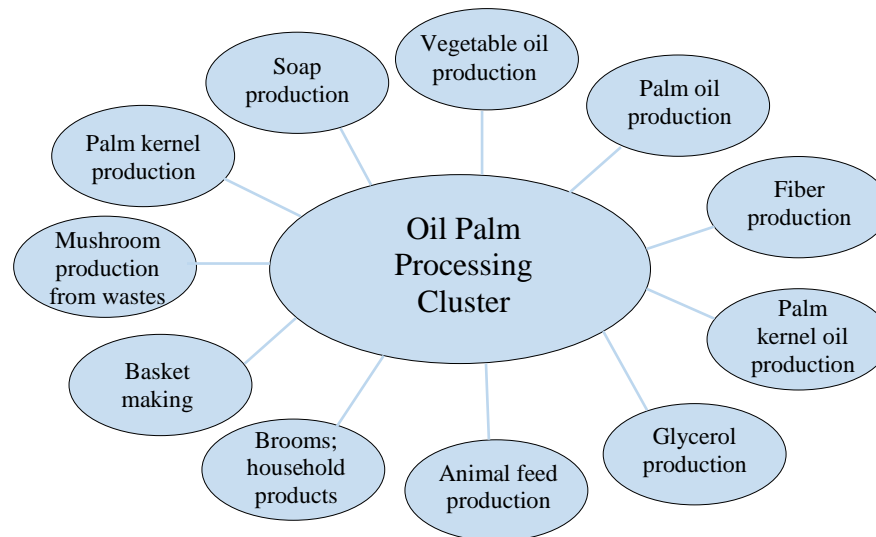 Vegetable oil
production
Soap
production
Palm oil
production
Palm kernel
production
Fiber
production
Oil Palm
Processing
Cluster
Mushroom
production
from wastes
Palm
kernel oil
production
Basket
making
Glycerol
production
Brooms;
household
products
Animal feed
production